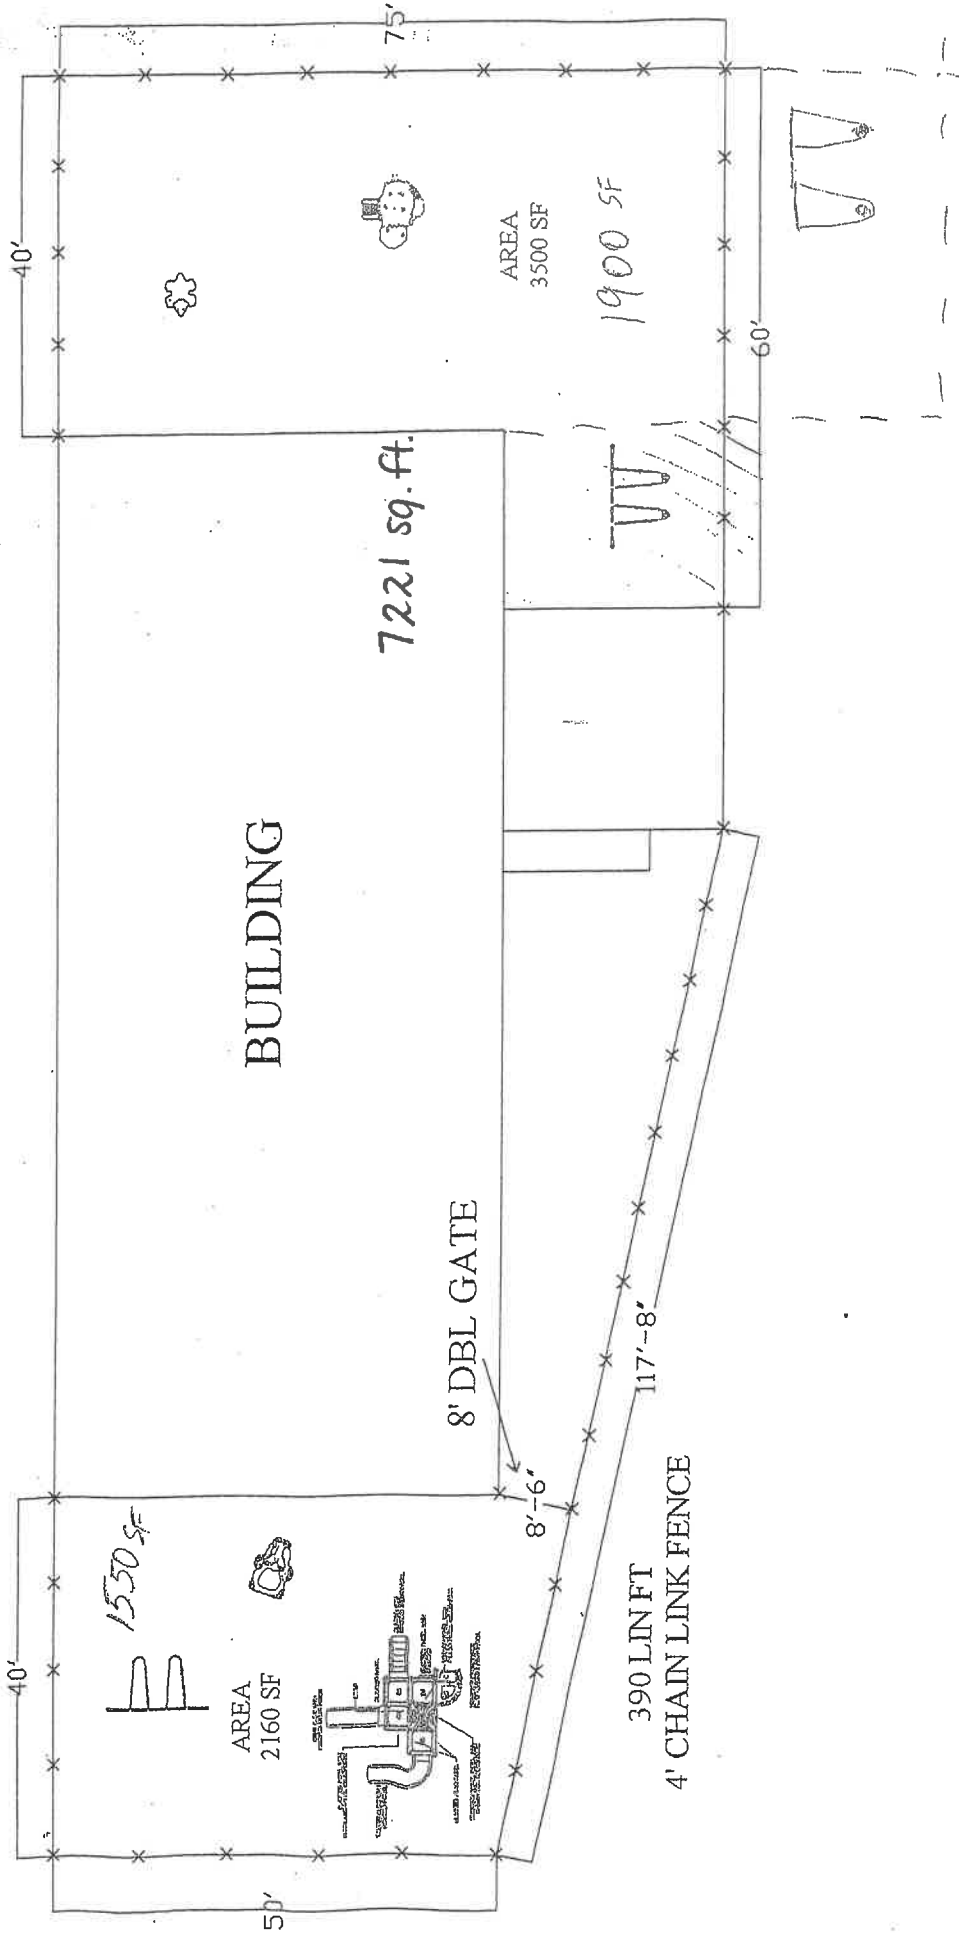 40'
75'
AREA
3500 SF
1900 SF
60'
7221 sq.ft.
BUILDING
8' DBL GATE
8'-6"
117'-8"
390 LIN FT
4' CHAIN LINK FENCE
40'
1550 SF
AREA
2160 SF
50'